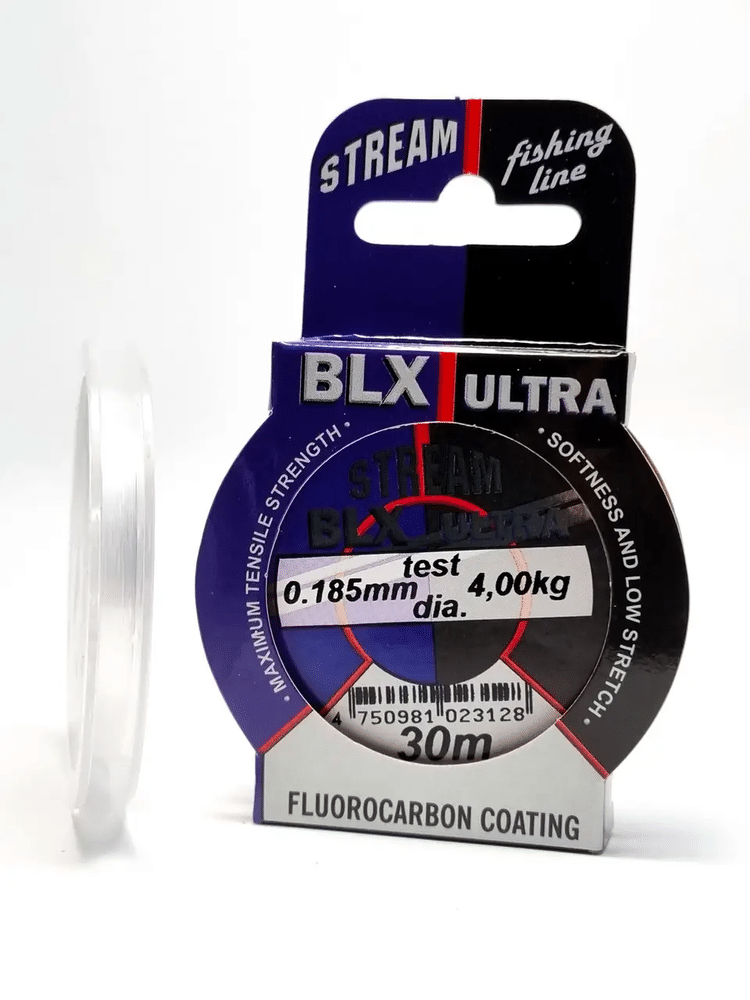 STREAM
fishing
line
BLX ULTRA
• MAXIMUM TENSILE STRENGTH •
• SOFTNESS AND LOW STRETCH •
STREAM
BLX ULTRA
test
0.185mm 4,00kg
dia.
4 750981 023128
30m
FLUOROCARBON COATING